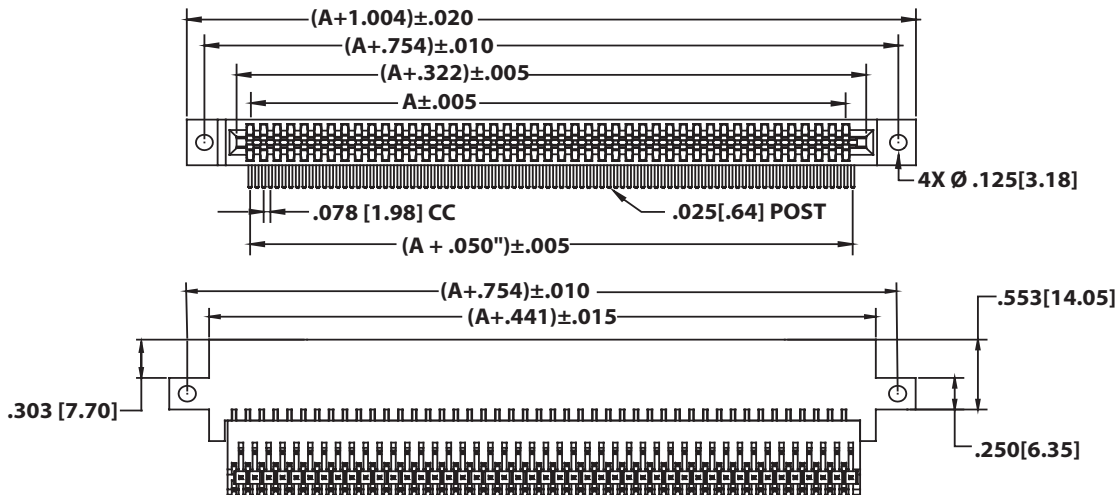 (A+1.004)±.020
(A+.754)±.010
(A+.322)±.005
A±.005
4X Ø .125[3.18]
.078 [1.98] CC
.025[.64] POST
(A + .050")±.005
(A+.754)±.010
.553[14.05]
(A+.441)±.015
.303 [7.70]
.250[6.35]